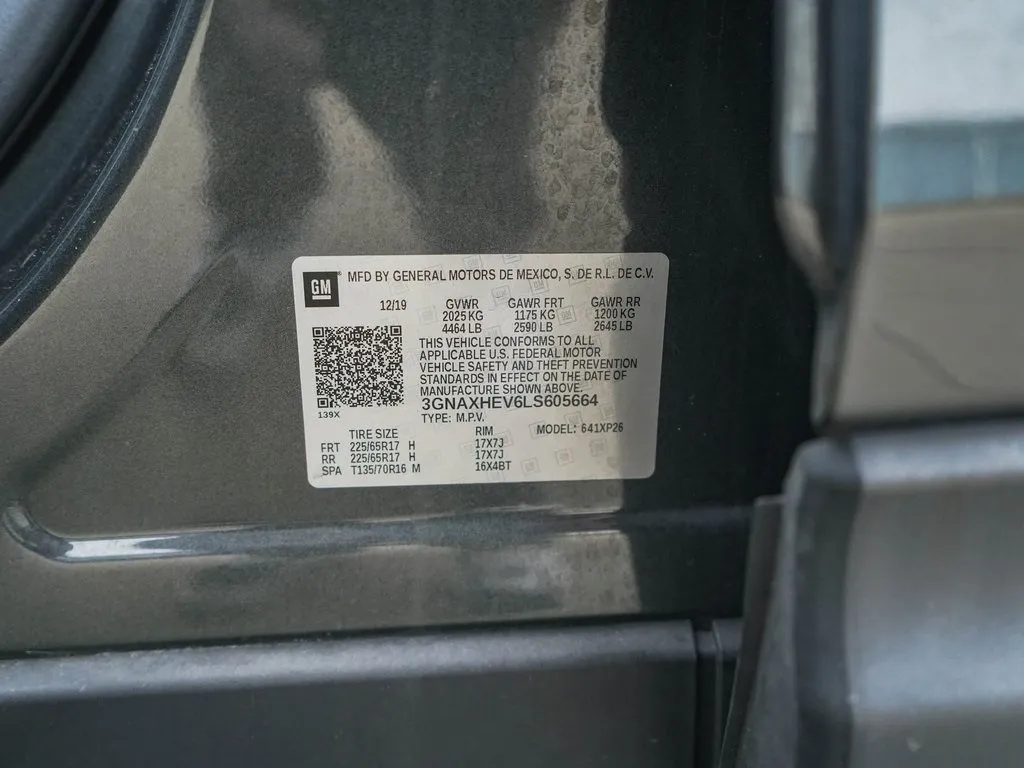 GM
MFD BY GENERAL MOTORS DE MEXICO, S. DE R.L. DE C.V.
12/19 GVWR GAWR FRT GAWR RR
2025 KG 1175 KG 1200 KG
4464 LB 2590 LB 2645 LB
THIS VEHICLE CONFORMS TO ALL
APPLICABLE U.S. FEDERAL MOTOR
VEHICLE SAFETY AND THEFT PREVENTION
STANDARDS IN EFFECT ON THE DATE OF
MANUFACTURE SHOWN ABOVE.
3GNAXHEV6LS605664
139X
TYPE: M.P.V.
TIRE SIZE RIM MODEL: 641XP26
FRT 225/65R17 H 17X7J
RR 225/65R17 H 17X7J
SPA T135/70R16 M 16X4BT